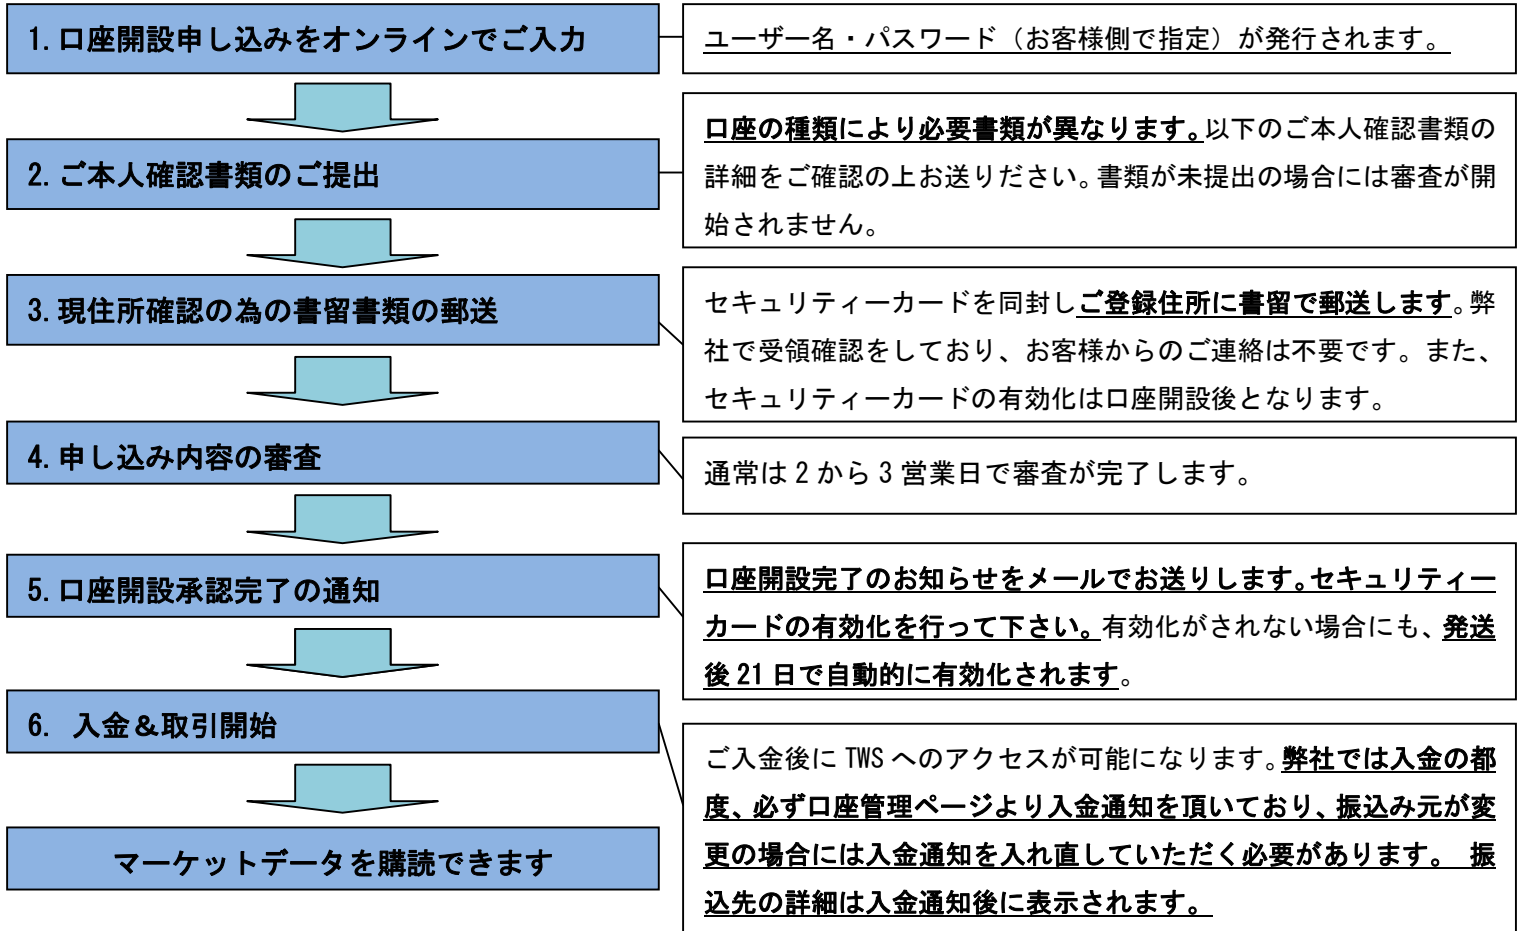 1.口座開設申し込みをオンラインでご入力
ユーザー名・パスワード（お客様側で指定）が発行されます。
2.ご本人確認書類のご提出
口座の種類により必要書類が異なります。以下のご本人確認書類の
詳細をご確認の上お送りださい。書類が未提出の場合には審査が開
始されません。
3.現住所確認の為の書留書類の郵送
セキュリティーカードを同封しご登録住所に書留で郵送します。弊
社で受領確認をしており、お客様からのご連絡は不要です。また、
セキュリティーカードの有効化は口座開設後となります。
4.申し込み内容の審査
通常は2から3営業日で審査が完了します。
5.口座開設承認完了の通知
口座開設完了のお知らせをメールでお送りします。セキュリティー
カードの有効化を行って下さい。有効化がされない場合にも、発送
後21日で自動的に有効化されます。
6. 入金＆取引開始
ご入金後にTWSへのアクセスが可能になります。弊社では入金の都
度、必ず口座管理ページより入金通知を頂いており、振込み元が変
更の場合には入金通知を入れ直していただく必要があります。 振
込先の詳細は入金通知後に表示されます。
マーケットデータを購読できます